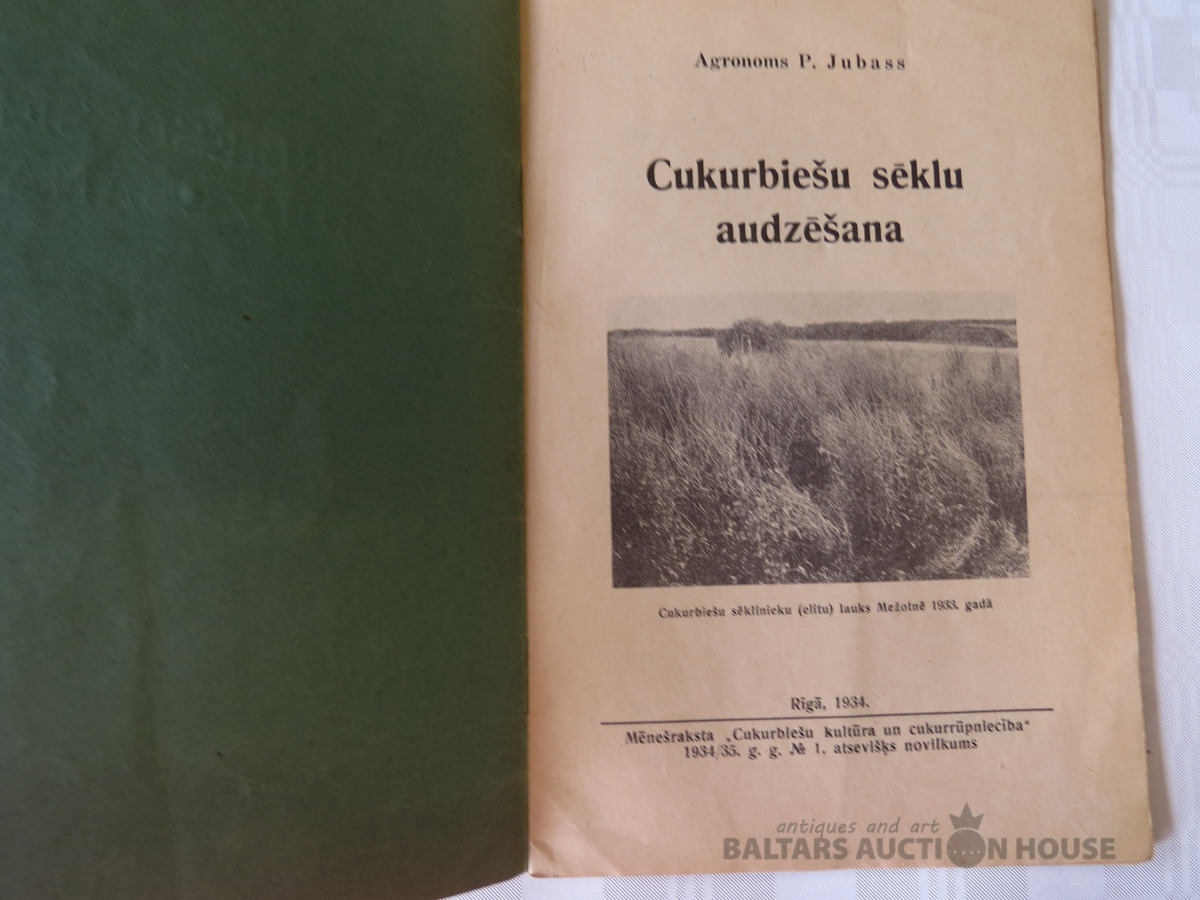 Agronoms P. Jubass
Cukurbiešu sēklu
audzēšana
Cukurbiešu sēklinieku (elitu) lauks Mežotnē 1933. gadā
Rīgā, 1934.
Mēnešraksta „Cukurbiešu kultūra un cukurrūpniecība“
1934/35. g. g. № 1. atsevišķs novilkums
antiques and art
BALTARS AUCTION HOUSE